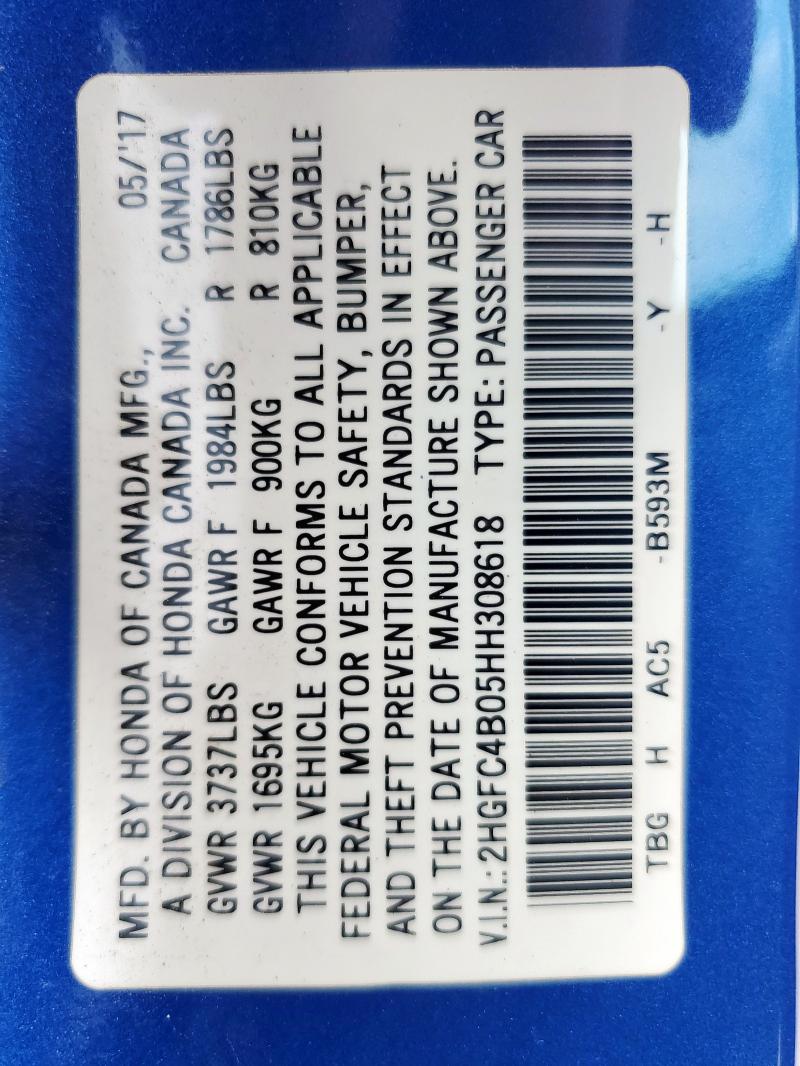 MFD. BY HONDA OF CANADA MFG., 05/'17
A DIVISION OF HONDA CANADA INC. CANADA
GVWR 3737LBS GAWR F 1984LBS R 1786LBS
GVWR 1695KG GAWR F 900KG R 810KG
THIS VEHICLE CONFORMS TO ALL APPLICABLE
FEDERAL MOTOR VEHICLE SAFETY, BUMPER,
AND THEFT PREVENTION STANDARDS IN EFFECT
ON THE DATE OF MANUFACTURE SHOWN ABOVE.
V.I.N.: 2HGFC4B05HH308618 TYPE: PASSENGER CAR
TBG H AC5 -B593M -Y -H